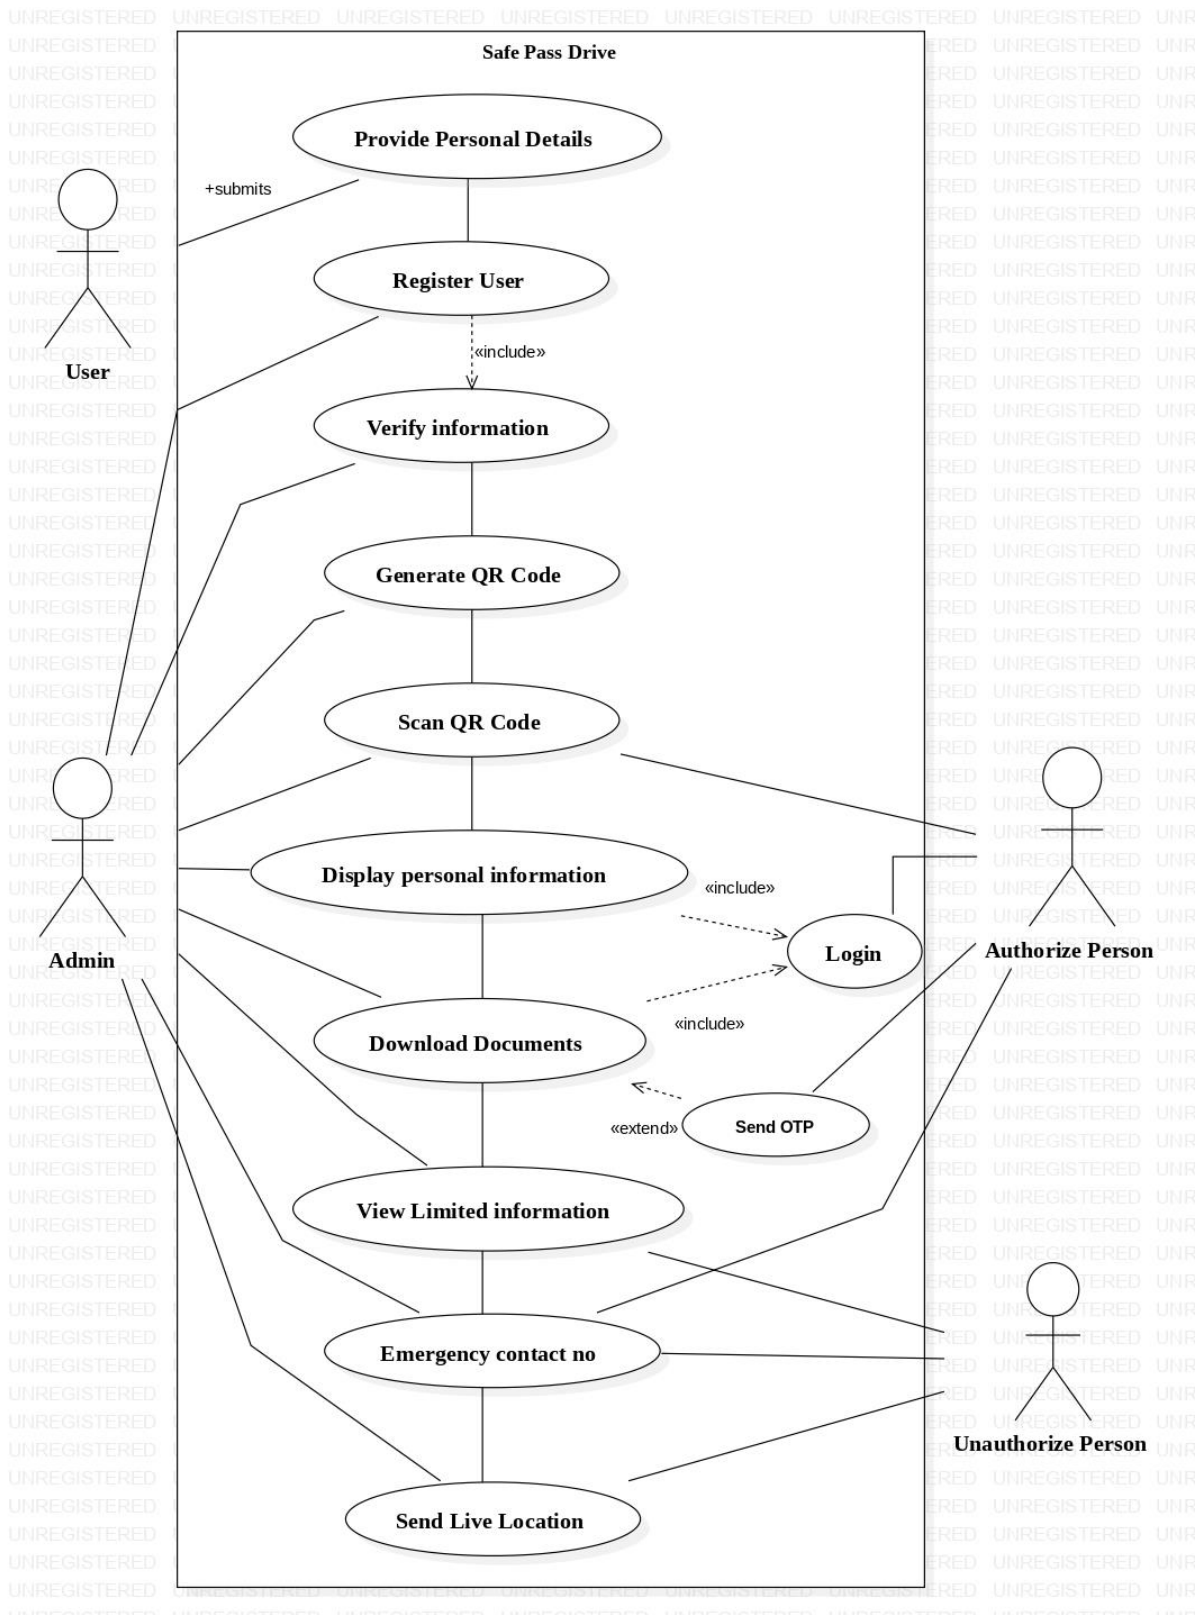 Safe Pass Drive
Provide Personal Details
+submits
Register User
User
«include»
Verify information
Generate QR Code
Scan QR Code
Display personal information
«include»
Login
Authorize Person
Admin
«include»
Download Documents
Send OTP
«extend»
View Limited information
Emergency contact no
Unauthorize Person
Send Live Location
UNREGISTERED